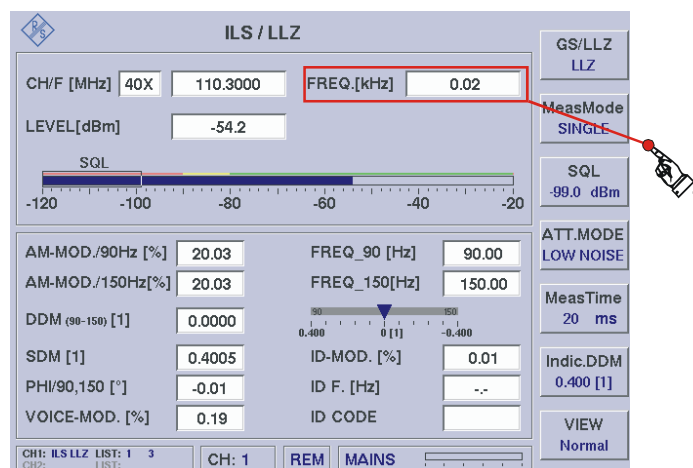 R S
ILS / LLZ
GS/LLZ
LLZ
CH/F [MHz] 40X 110.3000 FREQ.[kHz] 0.02
MeasMode
SINGLE
LEVEL[dBm] -54.2
SQL
-120 -100 -80 -60 -40 -20
SQL
-99.0 dBm
ATT.MODE
LOW NOISE
AM-MOD./90Hz [%] 20.03 FREQ_90 [Hz] 90.00
AM-MOD./150Hz[%] 20.03 FREQ_150[Hz] 150.00
MeasTime
20 ms
DDM (90-150) [1] 0.0000 90 150
0.400 0 [1] -0.400
SDM [1] 0.4005 ID-MOD. [%] 0.01
Indic.DDM
0.400 [1]
PHI/90,150 [°] -0.01 ID F. [Hz] -.-
VOICE-MOD. [%] 0.19 ID CODE
VIEW
Normal
CH1: ILS LLZ LIST: 1 3
CH2: LIST:
CH: 1 REM MAINS